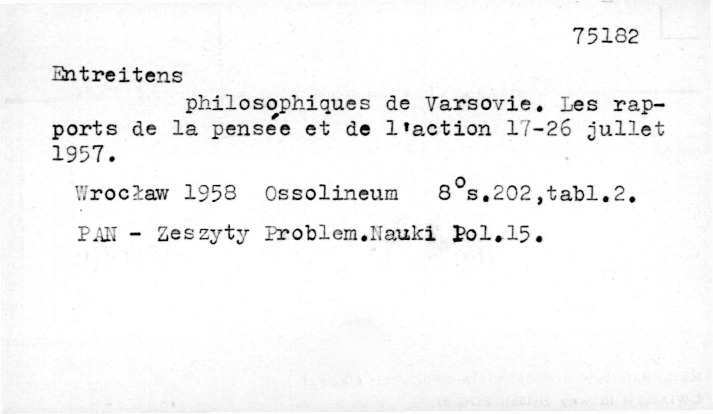 75182
Entreitens
philosophiques de Varsovie. Les rap-
ports de la pensée et de l'action 17-26 jullet
1957.
Wrocław 1958 Ossolineum 8°s.202,tabl.2.
PAN - Zeszyty Problem.Nauki Pol.15.